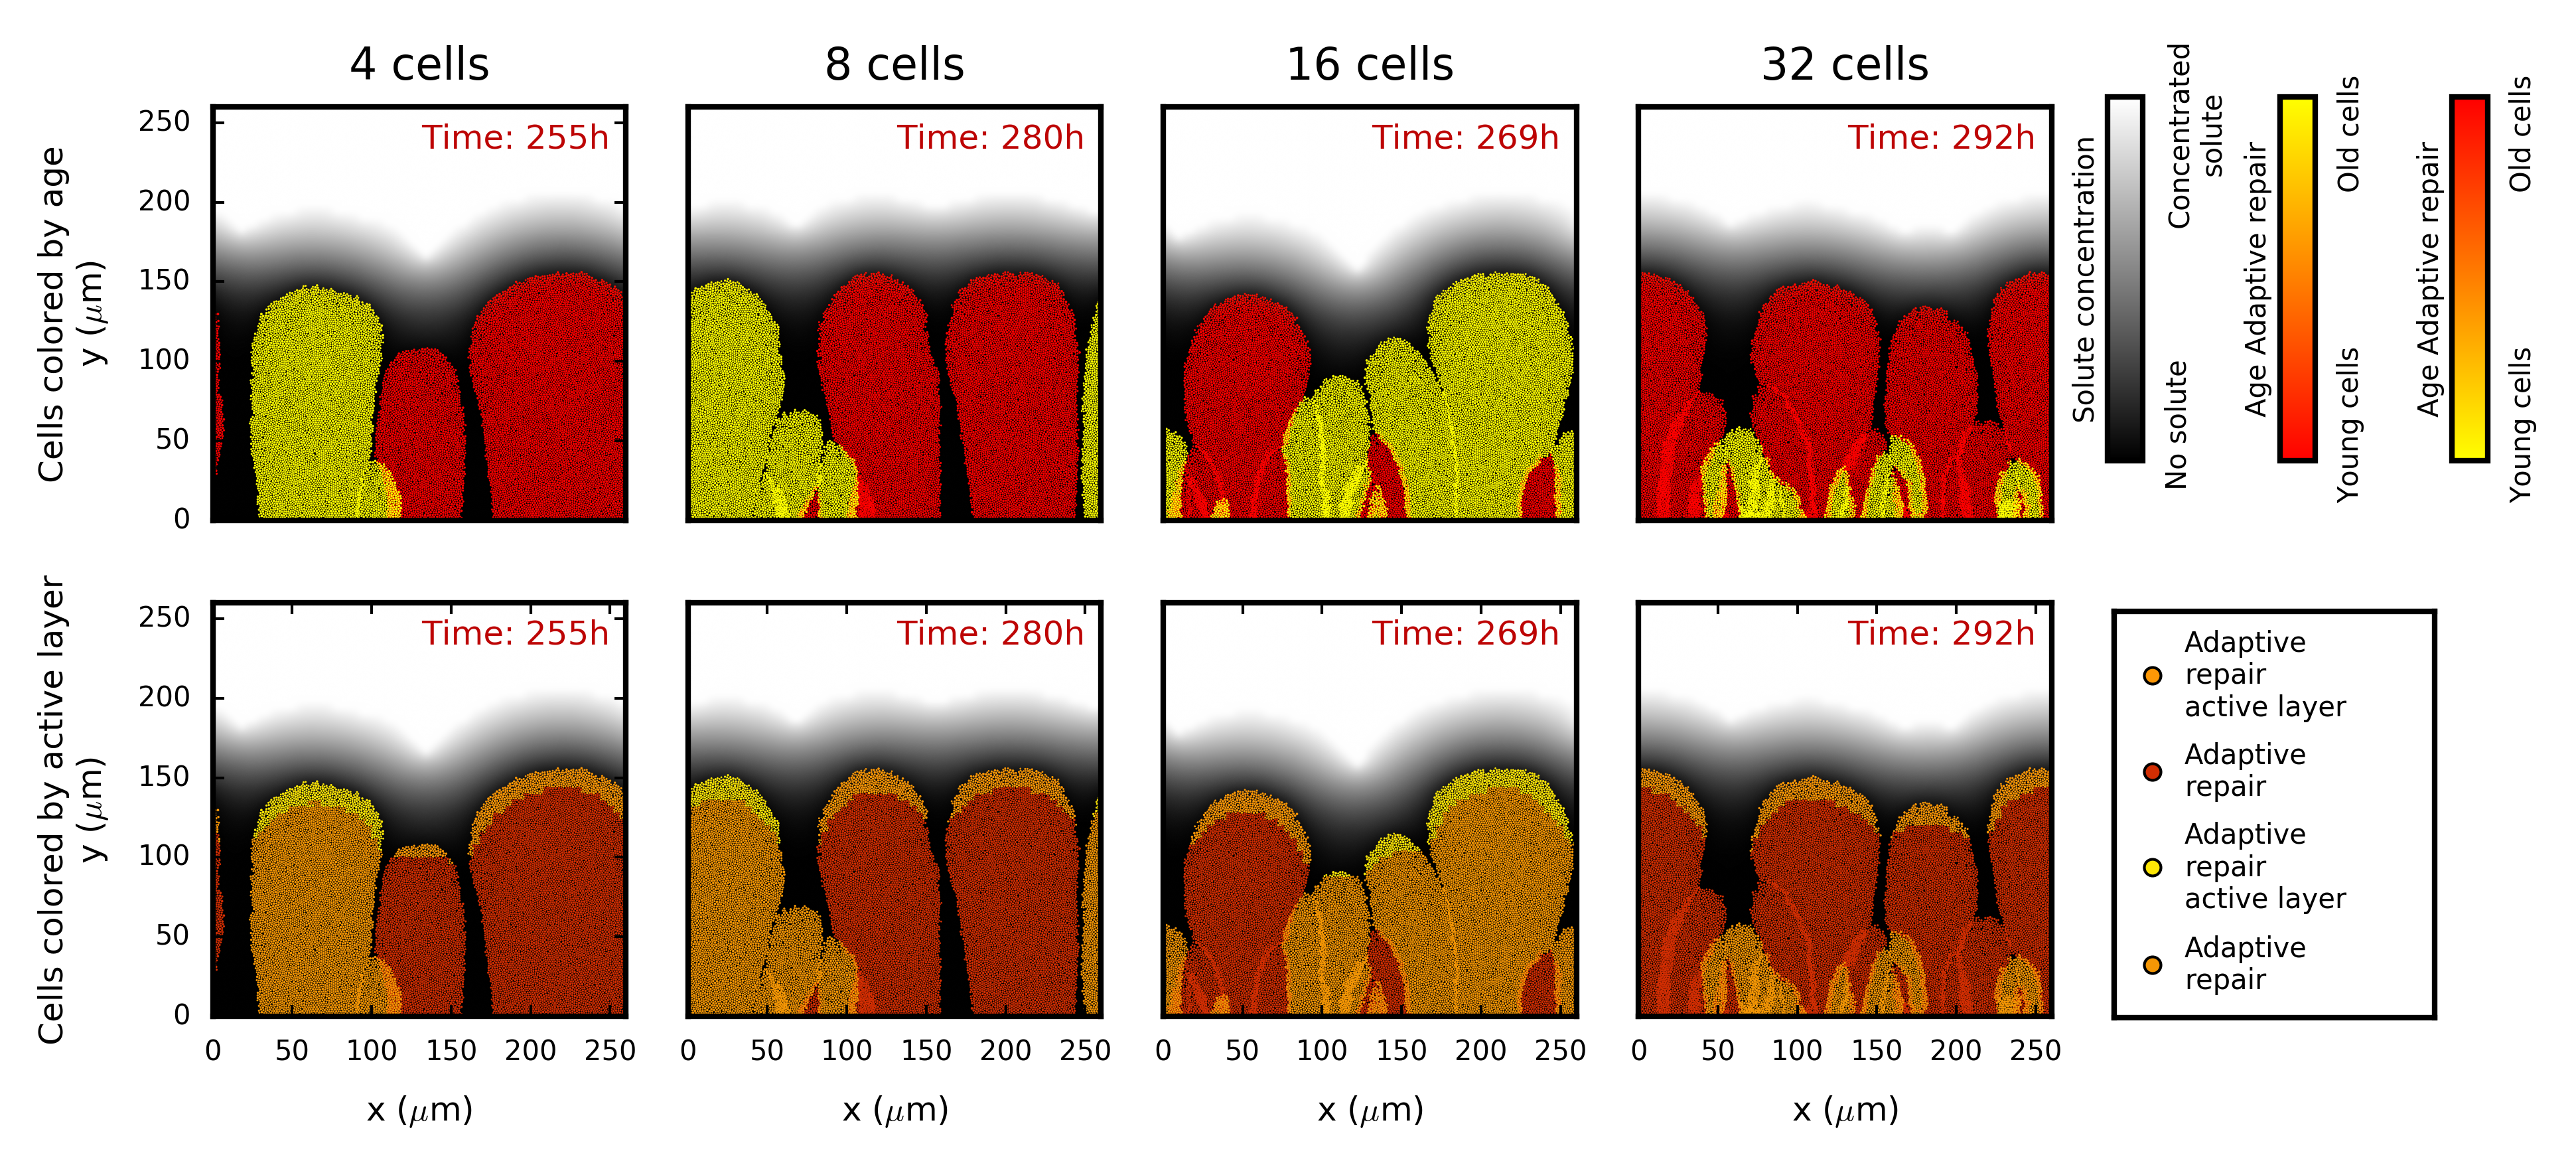 4 cells
8 cells
16 cells
32 cells
Cells colored by age
y (μm)
250
200
150
100
50
0
Time: 255h
Time: 280h
Time: 269h
Time: 292h
Solute concentration
Concentrated
solute
No solute
Age Adaptive repair
Old cells
Young cells
Age Adaptive repair
Old cells
Young cells
Cells colored by active layer
y (μm)
250
200
150
100
50
0
Time: 255h
Time: 280h
Time: 269h
Time: 292h
0 50 100 150 200 250
0 50 100 150 200 250
0 50 100 150 200 250
0 50 100 150 200 250
x (μm)
x (μm)
x (μm)
x (μm)
Adaptive
repair
active layer
Adaptive
repair
Adaptive
repair
active layer
Adaptive
repair